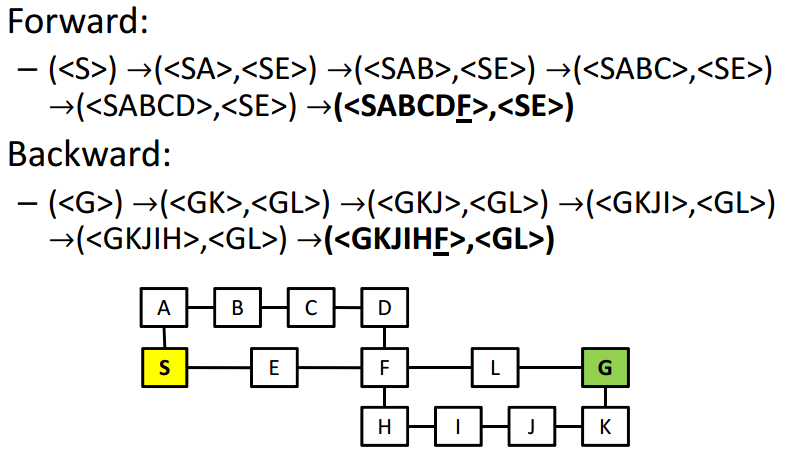 Forward:
– (<S>) →(<SA>,<SE>) →(<SAB>,<SE>) →(<SABC>,<SE>)
→(<SABCD>,<SE>) →(<SABCDF>,<SE>)
Backward:
– (<G>) →(<GK>,<GL>) →(<GKJ>,<GL>) →(<GKJI>,<GL>)
→(<GKJIH>,<GL>) →(<GKJIHF>,<GL>)
A B C D
S E F L G
H I J K